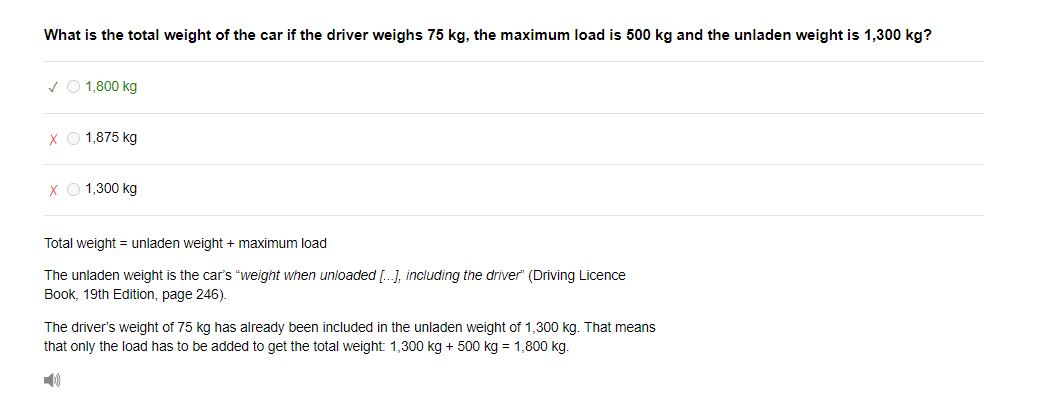 What is the total weight of the car if the driver weighs 75 kg, the maximum load is 500 kg and the unladen weight is 1,300 kg?
✓ 1,800 kg
X 1,875 kg
X 1,300 kg
Total weight = unladen weight + maximum load
The unladen weight is the car's "weight when unloaded [...], including the driver" (Driving Licence
Book, 19th Edition, page 246).
The driver's weight of 75 kg has already been included in the unladen weight of 1,300 kg. That means
that only the load has to be added to get the total weight: 1,300 kg + 500 kg = 1,800 kg.